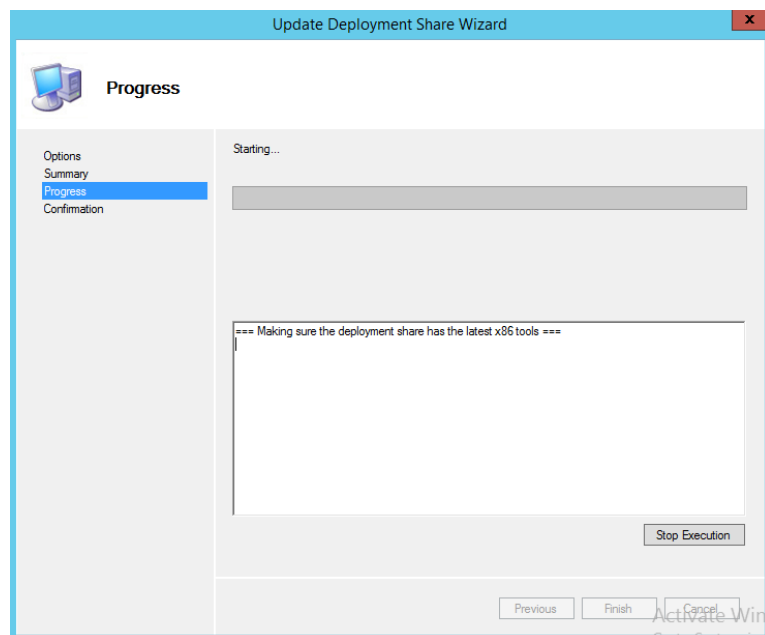 Update Deployment Share Wizard
x
Progress
Options
Summary
Progress
Confirmation
Starting...
=== Making sure the deployment share has the latest x86 tools ===
Stop Execution
Previous
Finish
Cancel
Activate Win